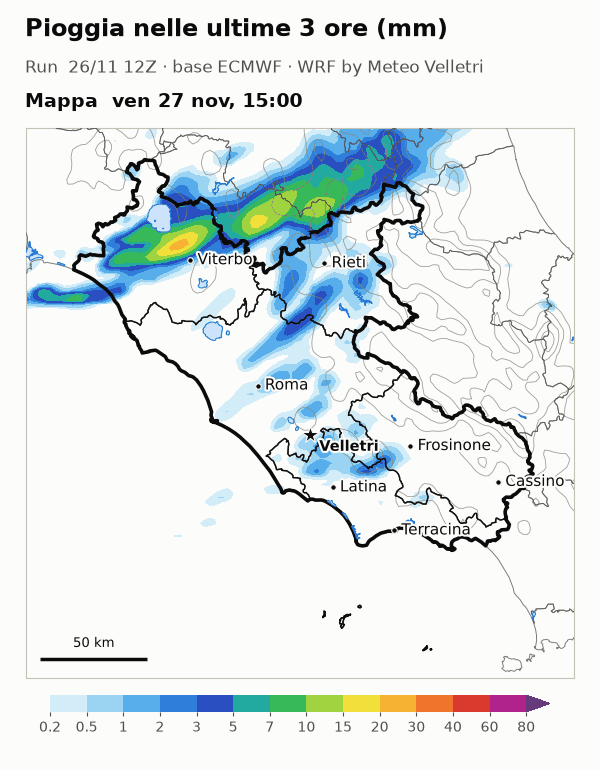 Pioggia nelle ultime 3 ore (mm)
Run  26/11 12Z · base ECMWF · WRF by Meteo Velletri
Mappa  ven 27 nov, 15:00
Viterbo
Rieti
Roma
Velletri
Frosinone
Cassino
Latina
Terracina
50 km
0.2 0.5 1 2 3 5 7 10 15 20 30 40 60 80